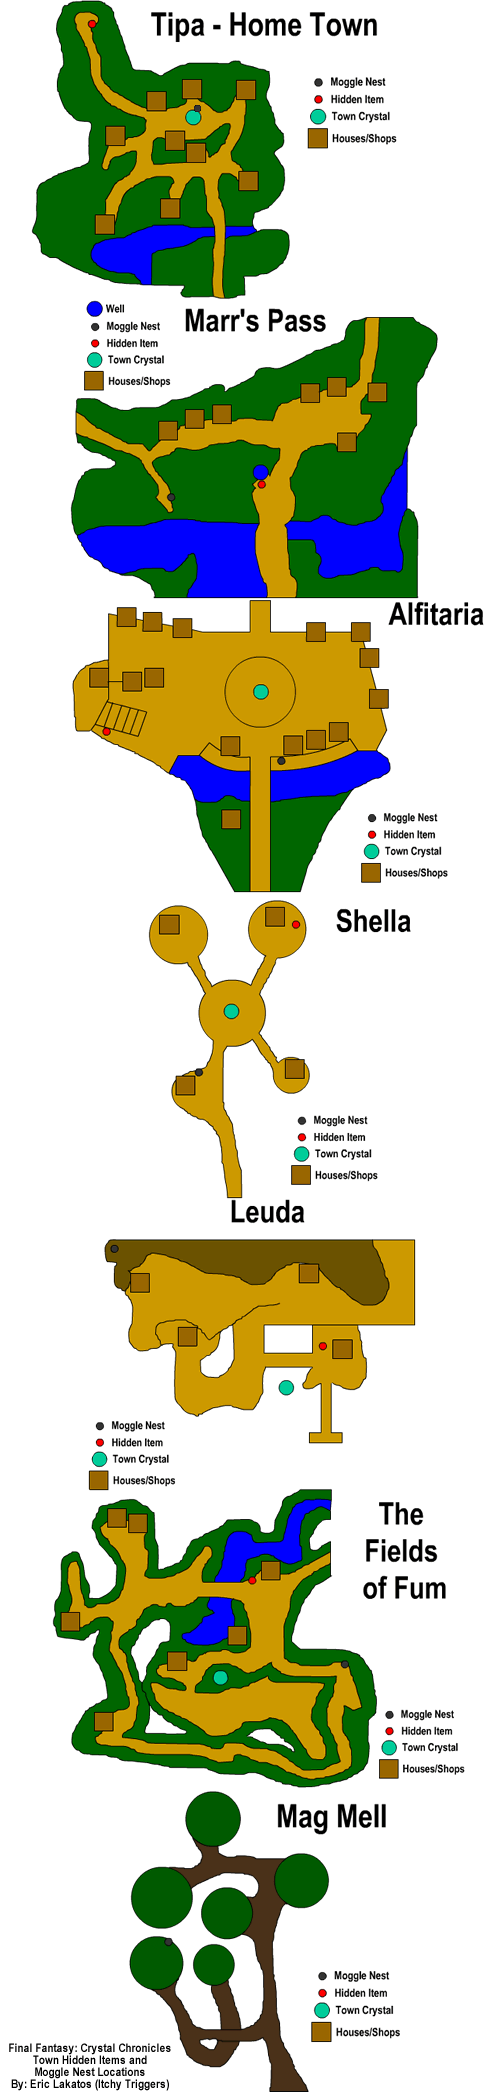 Tipa - Home Town
Moggle Nest
Hidden Item
Town Crystal
Houses/Shops
Well
Moggle Nest
Hidden Item
Town Crystal
Houses/Shops
Marr's Pass
Alfitaria
Moggle Nest
Hidden Item
Town Crystal
Houses/Shops
Shella
Moggle Nest
Hidden Item
Town Crystal
Houses/Shops
Leuda
Moggle Nest
Hidden Item
Town Crystal
Houses/Shops
The
Fields
of Fum
Moggle Nest
Hidden Item
Town Crystal
Houses/Shops
Mag Mell
Moggle Nest
Hidden Item
Town Crystal
Houses/Shops
Final Fantasy: Crystal Chronicles
Town Hidden Items and
Moggle Nest Locations
By: Eric Lakatos (Itchy Triggers)